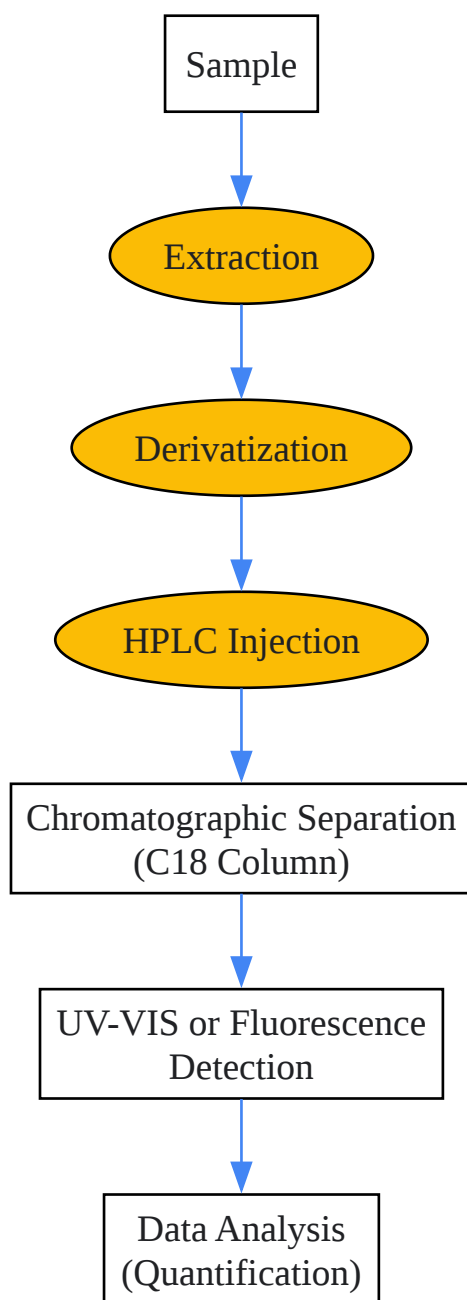 Sample
Extraction
Derivatization
HPLC Injection
Chromatographic Separation
(C18 Column)
UV-VIS or Fluorescence
Detection
Data Analysis
(Quantification)